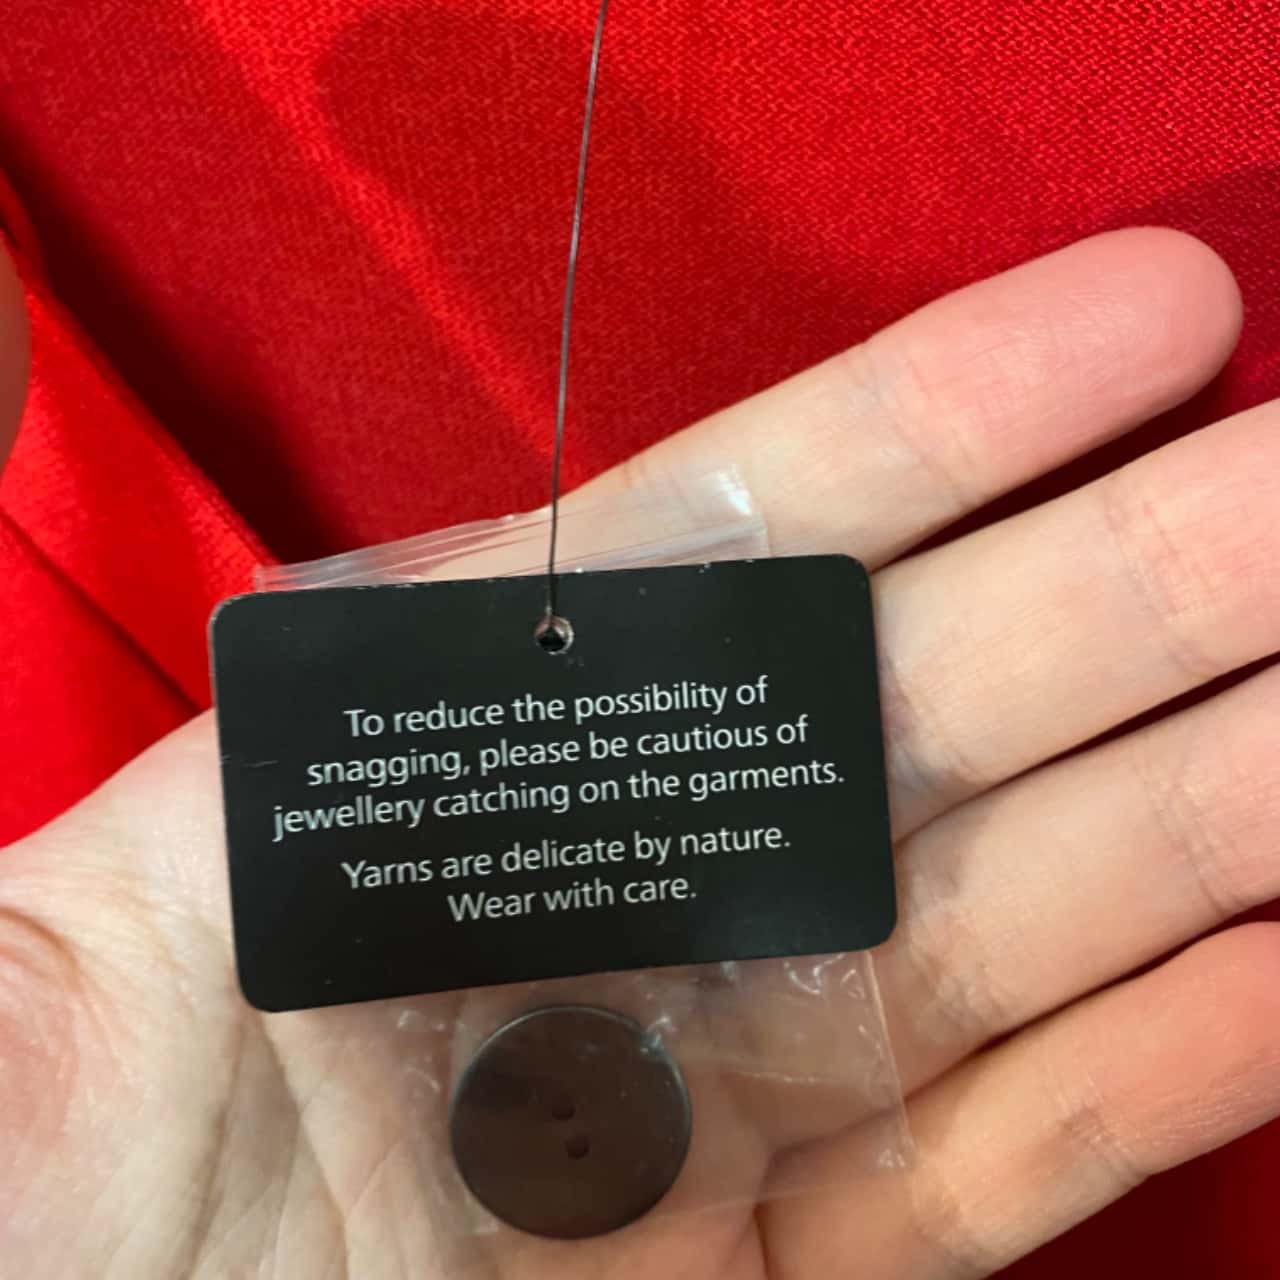 To reduce the possibility of
snagging, please be cautious of
jewellery catching on the garments.
Yarns are delicate by nature.
Wear with care.